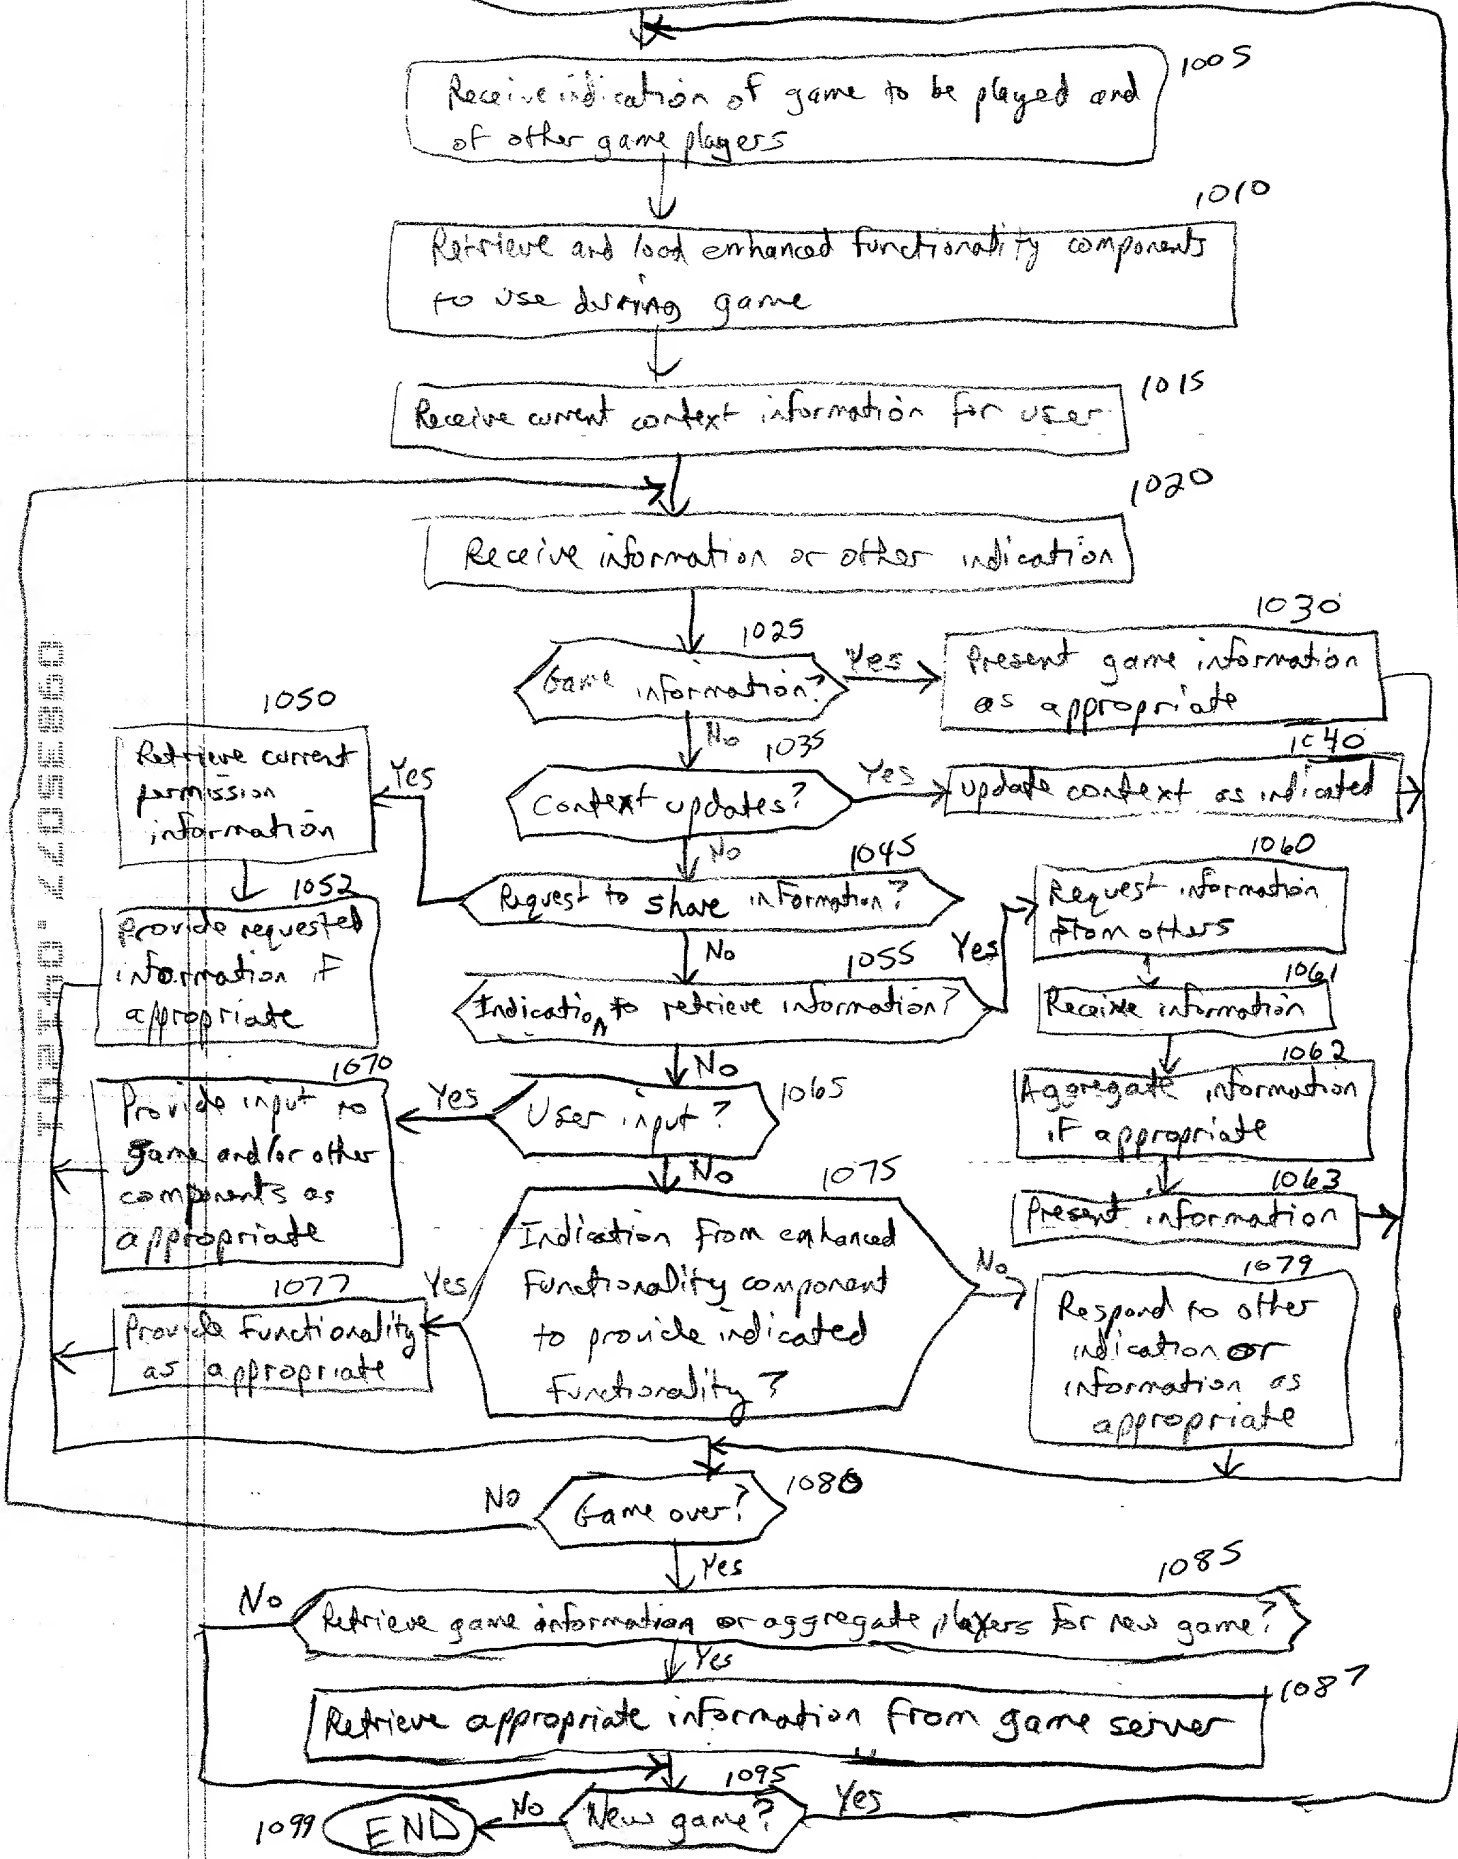 1005
Receive indication of game to be played and
of other game players
1010
Retrieve and load enhanced functionality components
to use during game
1015
Receive current context information for user
1020
Receive information or other indication
1025
Game
information?
Yes
1030
Present game information
as appropriate
No
1035
Context updates?
Yes
1040
update context as indicated
No
1045
Request to share information?
Yes
1050
Retrieve current
permission
information
1052
Provide requested
information if
appropriate
No
1055
Indication to retrieve information?
Yes
1060
Request information
from others
1061
Receive information
1062
Aggregate information
if appropriate
1063
Present information
No
1065
User input?
Yes
1070
Provide input to
game and/or other
components as
appropriate
No
1075
Indication from enhanced
functionality component
to provide indicated
functionality?
Yes
1077
Provide functionality
as appropriate
No
1079
Respond to other
indication or
information as
appropriate
1080
Game over?
No
Yes
1085
Retrieve game information or aggregate players for new game?
No
Yes
1087
Retrieve appropriate information from game server
1095
New game?
Yes
No
1099
END